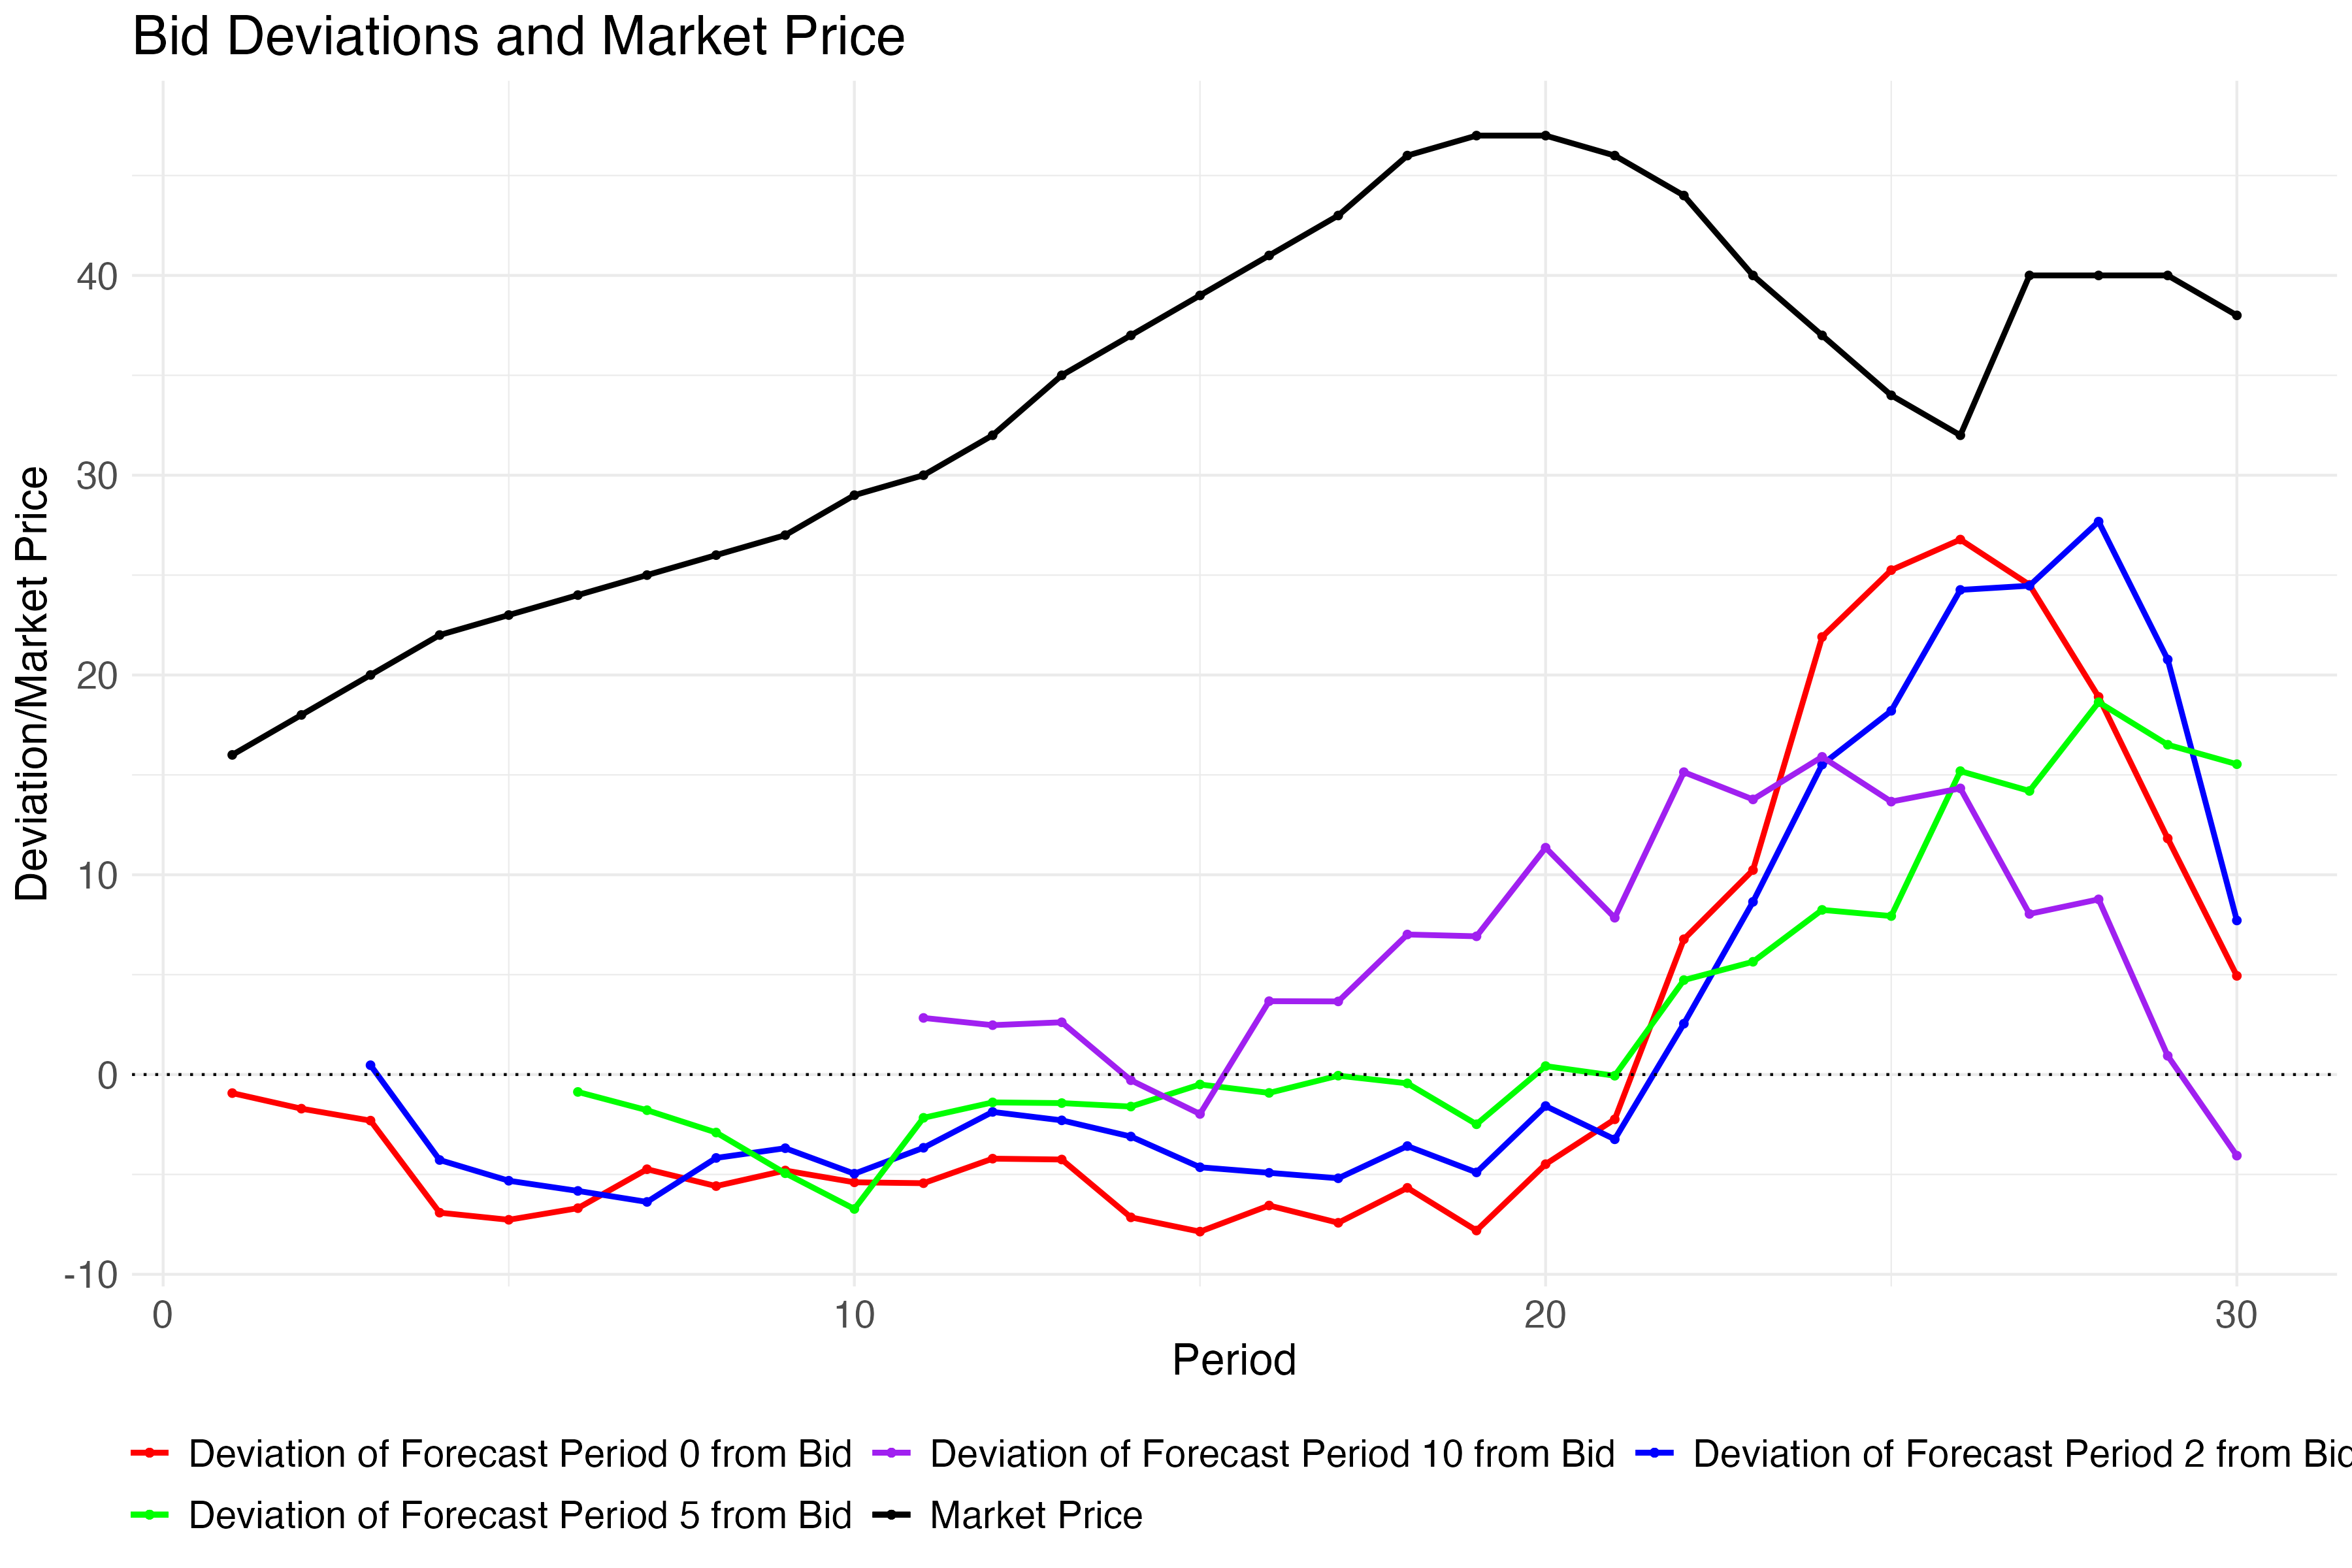 Bid Deviations and Market Price
Deviation/Market Price
40
30
20
10
0
-10
0 10 20 30
Period
Deviation of Forecast Period 0 from Bid Deviation of Forecast Period 10 from Bid Deviation of Forecast Period 2 from Bid
Deviation of Forecast Period 5 from Bid Market Price